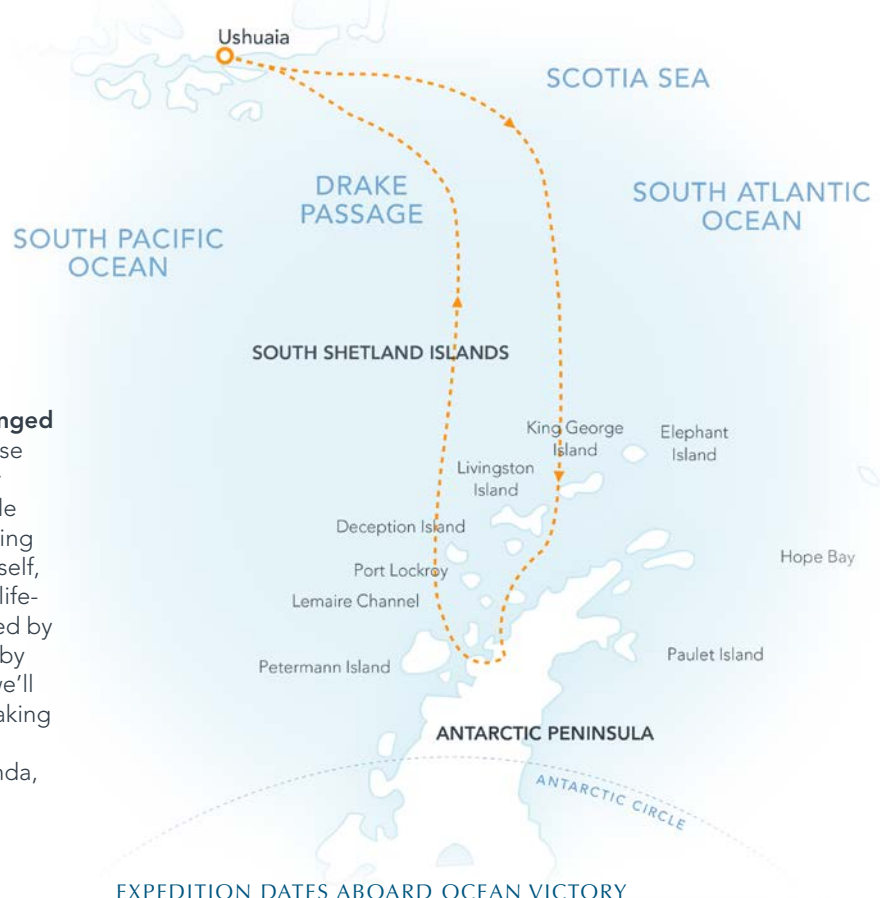 Ushuaia
SCOTIA SEA
DRAKE
PASSAGE
SOUTH ATLANTIC
OCEAN
SOUTH PACIFIC
OCEAN
SOUTH SHETLAND ISLANDS
King George
Island
Elephant
Island
Livingston
Island
Deception Island
Port Lockroy
Lemaire Channel
Hope Bay
Petermann Island
Paulet Island
ANTARCTIC PENINSULA
ANTARCTIC CIRCLE
nged
se
le
ing
self,
life-
ed by
by
we'll
aking
nda,
EXPEDITION DATES ABOARD OCEAN VICTORY